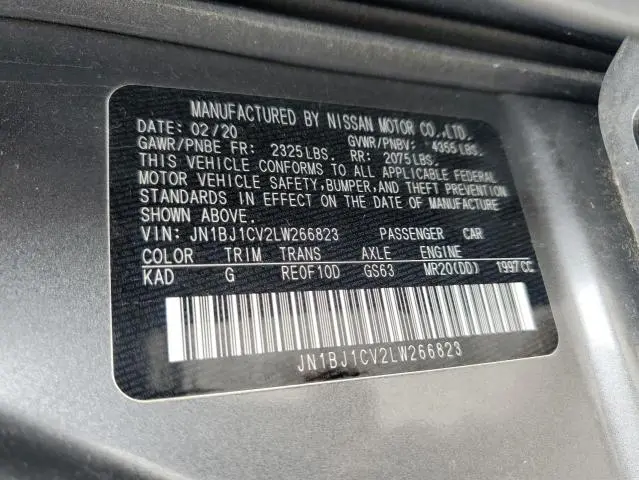 MANUFACTURED BY NISSAN MOTOR CO.,LTD.
DATE: 02/20 GVWR/PNBV: 4355LBS.
GAWR/PNBE FR: 2325LBS. RR: 2075LBS.
THIS VEHICLE CONFORMS TO ALL APPLICABLE FEDERAL
MOTOR VEHICLE SAFETY,BUMPER,AND THEFT PREVENTION
STANDARDS IN EFFECT ON THE DATE OF MANUFACTURE
SHOWN ABOVE.
VIN: JN1BJ1CV2LW266823 PASSENGER CAR
COLOR TRIM TRANS AXLE ENGINE
KAD G RE0F10D GS63 MR20(DD) 1997CC
JN1BJ1CV2LW266823